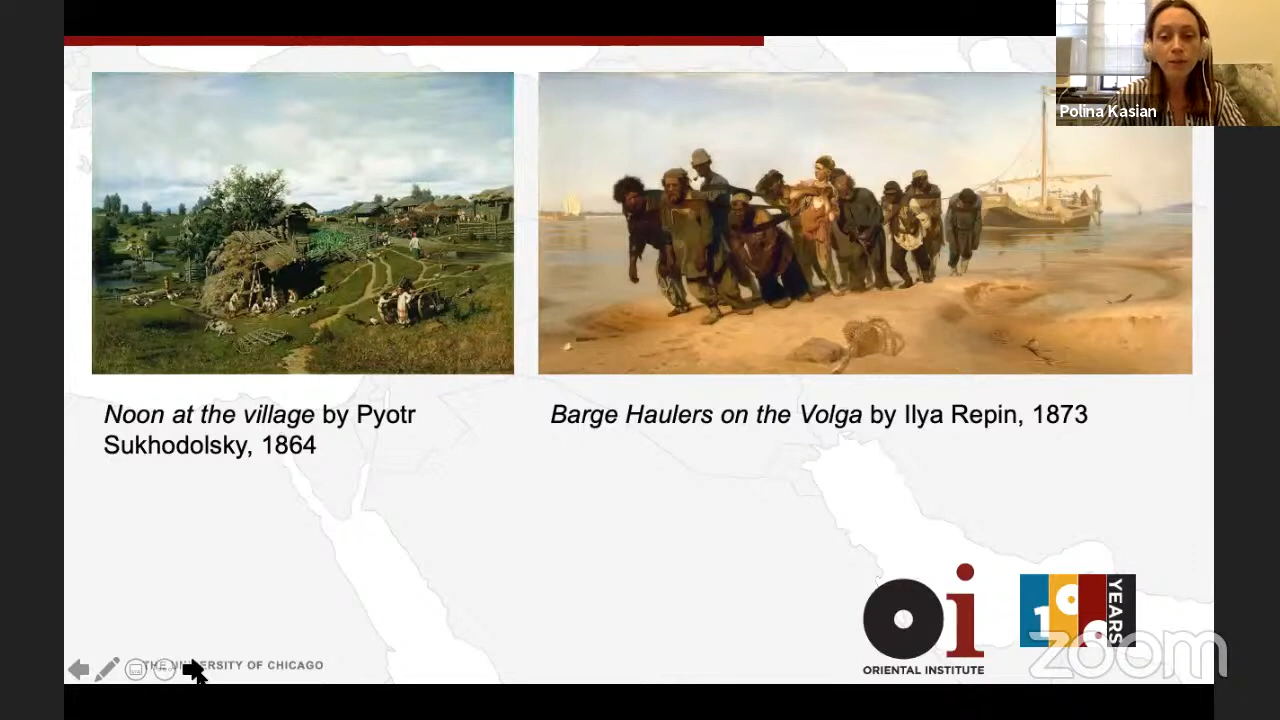 Polina Kasian
Noon at the village by Pyotr
Sukhodolsky, 1864
Barge Haulers on the Volga by Ilya Repin, 1873
oi
ORIENTAL INSTITUTE
100
YEARS
THE UNIVERSITY OF CHICAGO
zoom